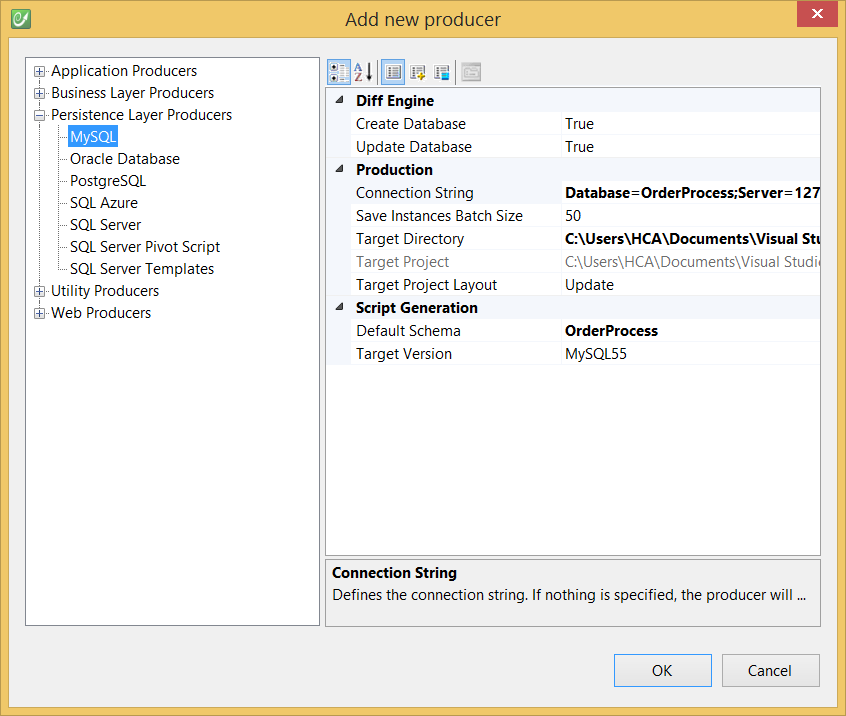 Add new producer
Application Producers
Business Layer Producers
Persistence Layer Producers
MySQL
Oracle Database
PostgreSQL
SQL Azure
SQL Server
SQL Server Pivot Script
SQL Server Templates
Utility Producers
Web Producers
Diff Engine
Create Database True
Update Database True
Production
Connection String Database=OrderProcess;Server=127
Save Instances Batch Size 50
Target Directory C:\Users\HCA\Documents\Visual Stu
Target Project C:\Users\HCA\Documents\Visual Studio
Target Project Layout Update
Script Generation
Default Schema OrderProcess
Target Version MySQL55
Connection String
Defines the connection string. If nothing is specified, the producer will ...
OK Cancel